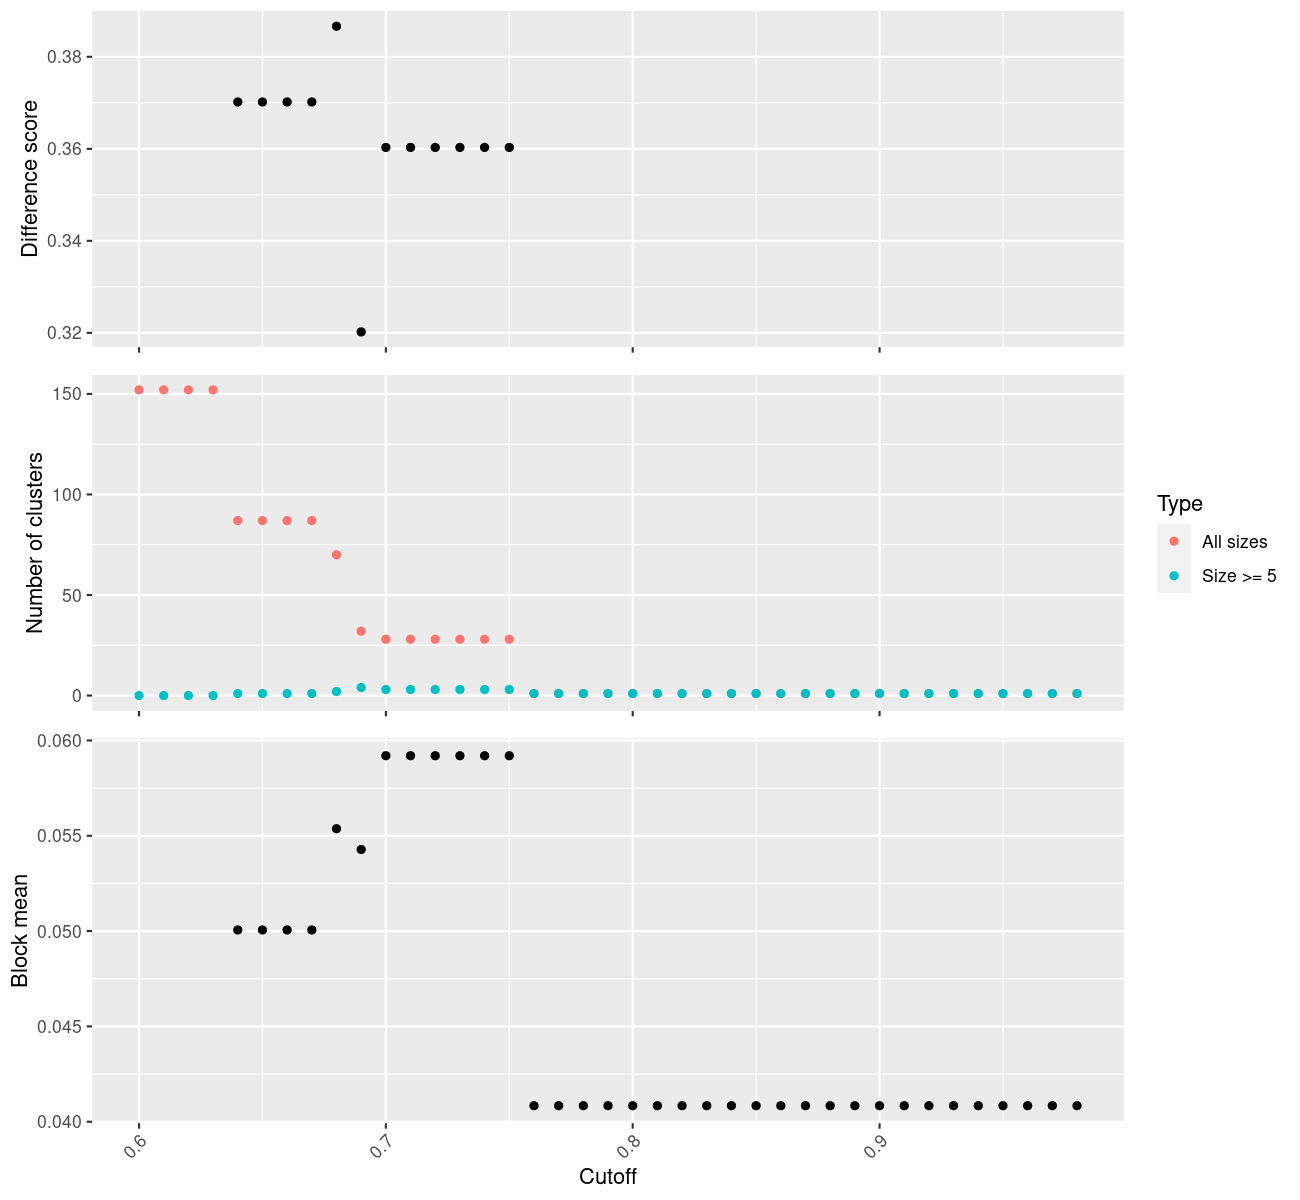 Difference score
0.38
0.36
0.34
0.32
Number of clusters
150
100
50
0
Type
All sizes
Size >= 5
Block mean
0.060
0.055
0.050
0.045
0.040
0.6
0.7
0.8
0.9
Cutoff